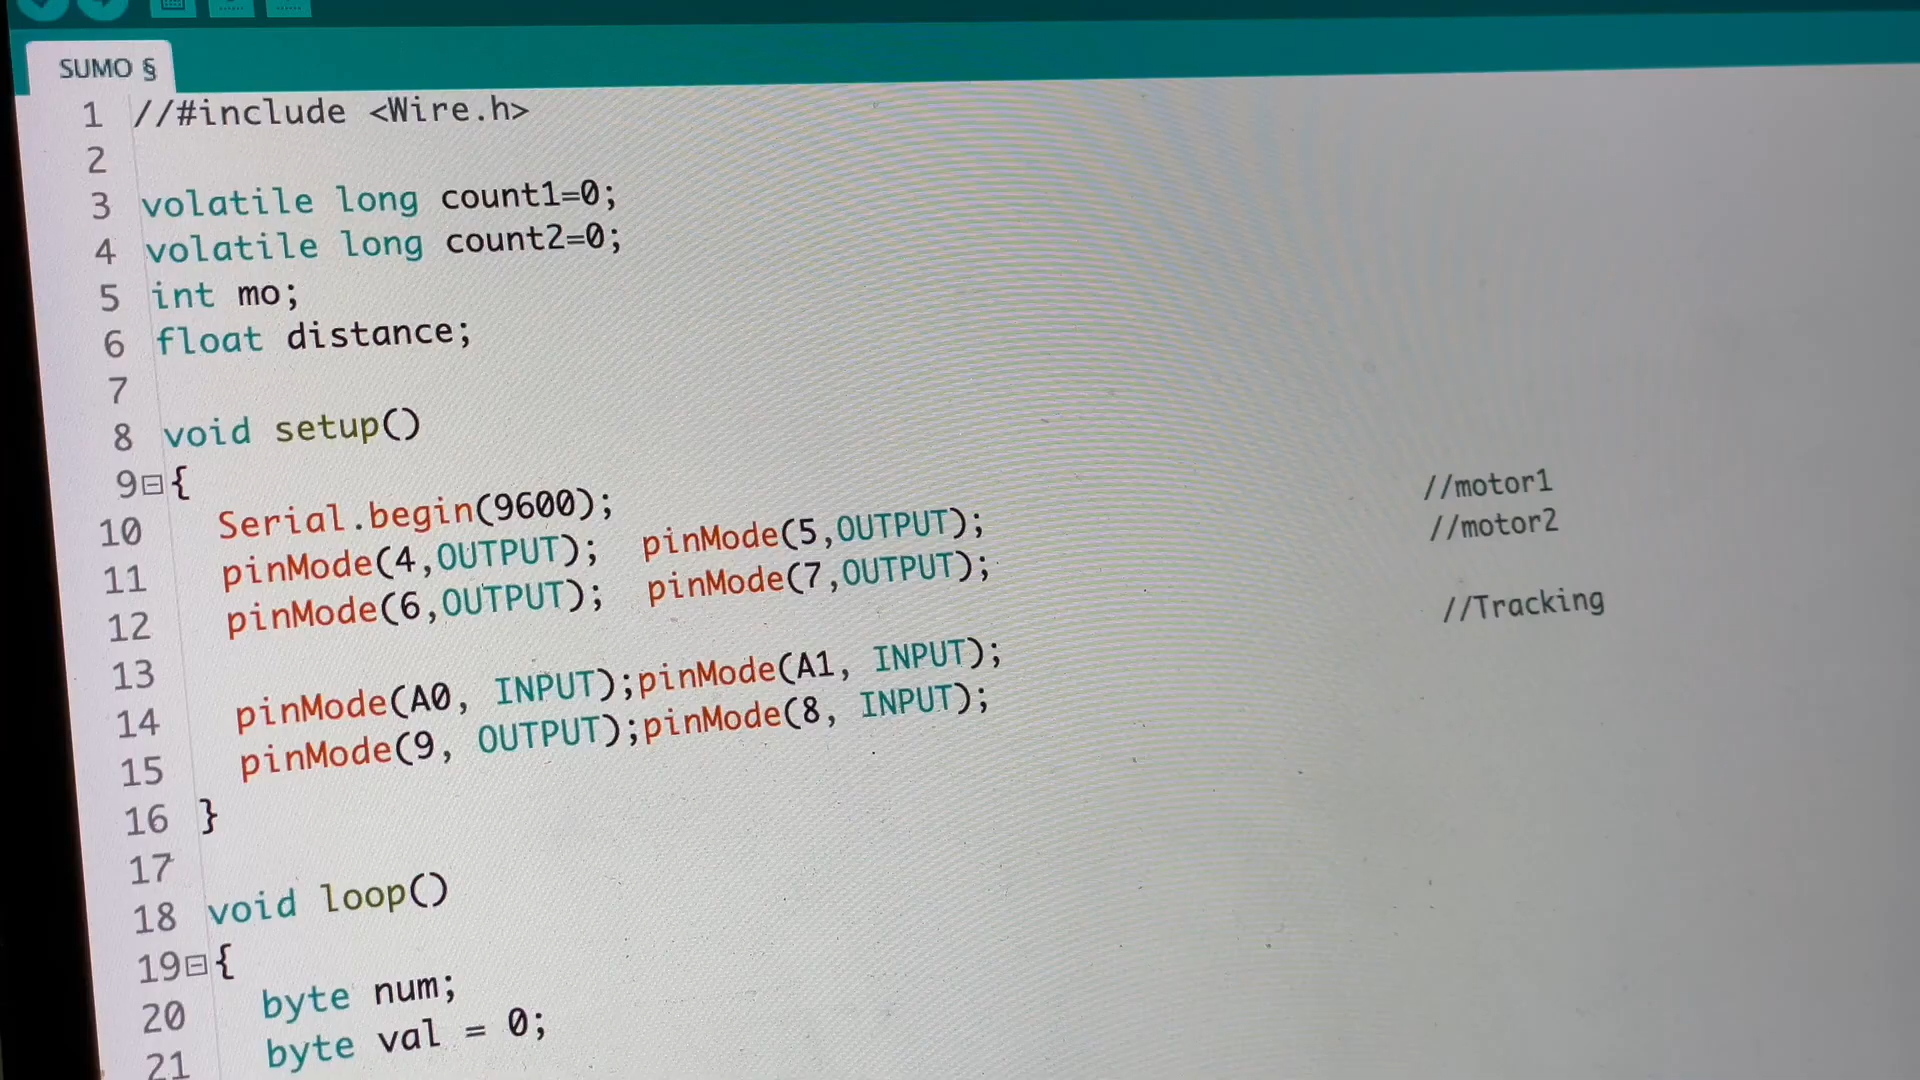 SUMO §
1 //#include <Wire.h>
2
3 volatile long count1=0;
4 volatile long count2=0;
5 int mo;
6 float distance;
7
8 void setup()
9 {
10 Serial.begin(9600);
11 pinMode(4,OUTPUT); pinMode(5,OUTPUT); //motor1
12 pinMode(6,OUTPUT); pinMode(7,OUTPUT); //motor2
13
14 pinMode(A0, INPUT);pinMode(A1, INPUT); //Tracking
15 pinMode(9, OUTPUT);pinMode(8, INPUT);
16 }
17
18 void loop()
19 {
20 byte num;
21 byte val = 0;